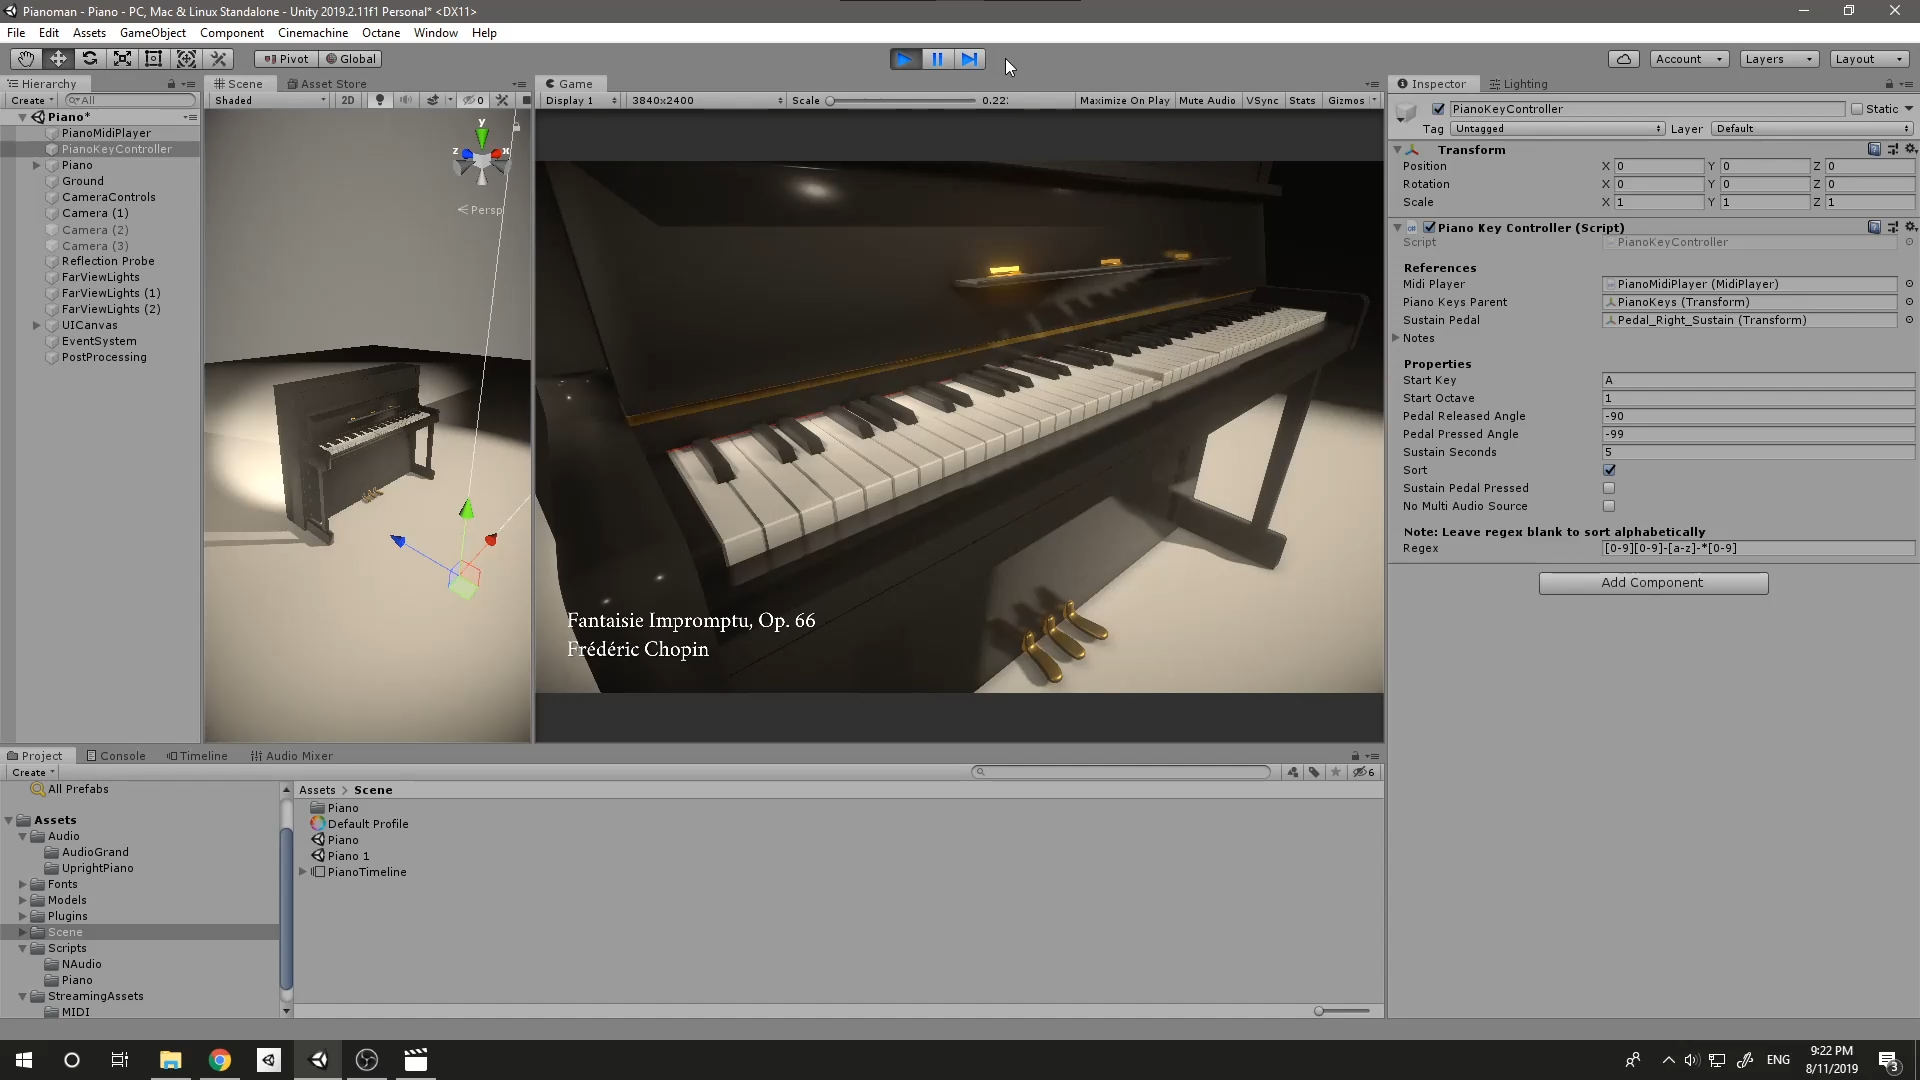 Pianoman - Piano - PC, Mac & Linux Standalone - Unity 2019.2.11f1 Personal* <DX11>
File Edit Assets GameObject Component Cinemachine Octane Window Help
Pivot Global Account Layers Layout
Hierarchy
Create All
Piano*
PianoMidiPlayer
PianoKeyController
Piano
Ground
CameraControls
Camera (1)
Camera (2)
Camera (3)
Reflection Probe
FarViewLights
FarViewLights (1)
FarViewLights (2)
UICanvas
EventSystem
PostProcessing
Scene Asset Store
Shaded 2D 0
y
z x
Persp
Game
Display 1 3840x2400 Scale 0.22: Maximize On Play Mute Audio VSync Stats Gizmos
Fantaisie Impromptu, Op. 66
Frédéric Chopin
Inspector Lighting
PianoKeyController Static
Tag Untagged Layer Default
Transform
Position X 0 Y 0 Z 0
Rotation X 0 Y 0 Z 0
Scale X 1 Y 1 Z 1
Piano Key Controller (Script)
Script PianoKeyController
References
Midi Player PianoMidiPlayer (MidiPlayer)
Piano Keys Parent PianoKeys (Transform)
Sustain Pedal Pedal_Right_Sustain (Transform)
Notes
Properties
Start Key A
Start Octave 1
Pedal Released Angle -90
Pedal Pressed Angle -99
Sustain Seconds 5
Sort
Sustain Pedal Pressed
No Multi Audio Source
Note: Leave regex blank to sort alphabetically
Regex [0-9][0-9]-[a-z]-*[0-9]
Add Component
Project Console Timeline Audio Mixer
Create 6
All Prefabs
Assets
Audio
AudioGrand
UprightPiano
Fonts
Models
Plugins
Scene
Scripts
NAudio
Piano
StreamingAssets
MIDI
Assets > Scene
Piano
Default Profile
Piano
Piano 1
PianoTimeline
ENG 9:22 PM
8/11/2019
3